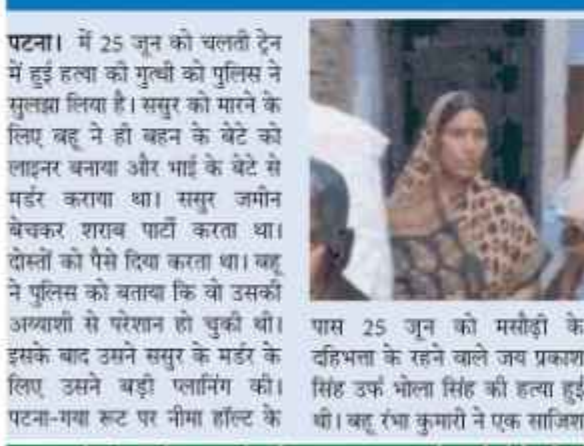 पटना। में 25 जून को चलती ट्रेन
में हुई हत्या की गुत्थी को पुलिस ने
सुलझा लिया है। ससुर को मारने के
लिए बहू ने ही बहन के बेटे को
लाइनर बनाया और भाई के बेटे से
मर्डर कराया था। ससुर जमीन
बेचकर शराब पार्टी करता था।
दोस्तों को पैसे दिया करता था। बहू
ने पुलिस को बताया कि वो उसकी
अय्याशी से परेशान हो चुकी थी।
इसके बाद उसने ससुर के मर्डर के
लिए उसने बड़ी प्लानिंग की।
पटना-गया रूट पर नीमा हॉल्ट के
पास 25 जून को मसौढ़ी के
दहिभत्ता के रहने वाले जय प्रकाश
सिंह उर्फ भोला सिंह की हत्या हुई
थी। बहू रंभा कुमारी ने एक साजिश